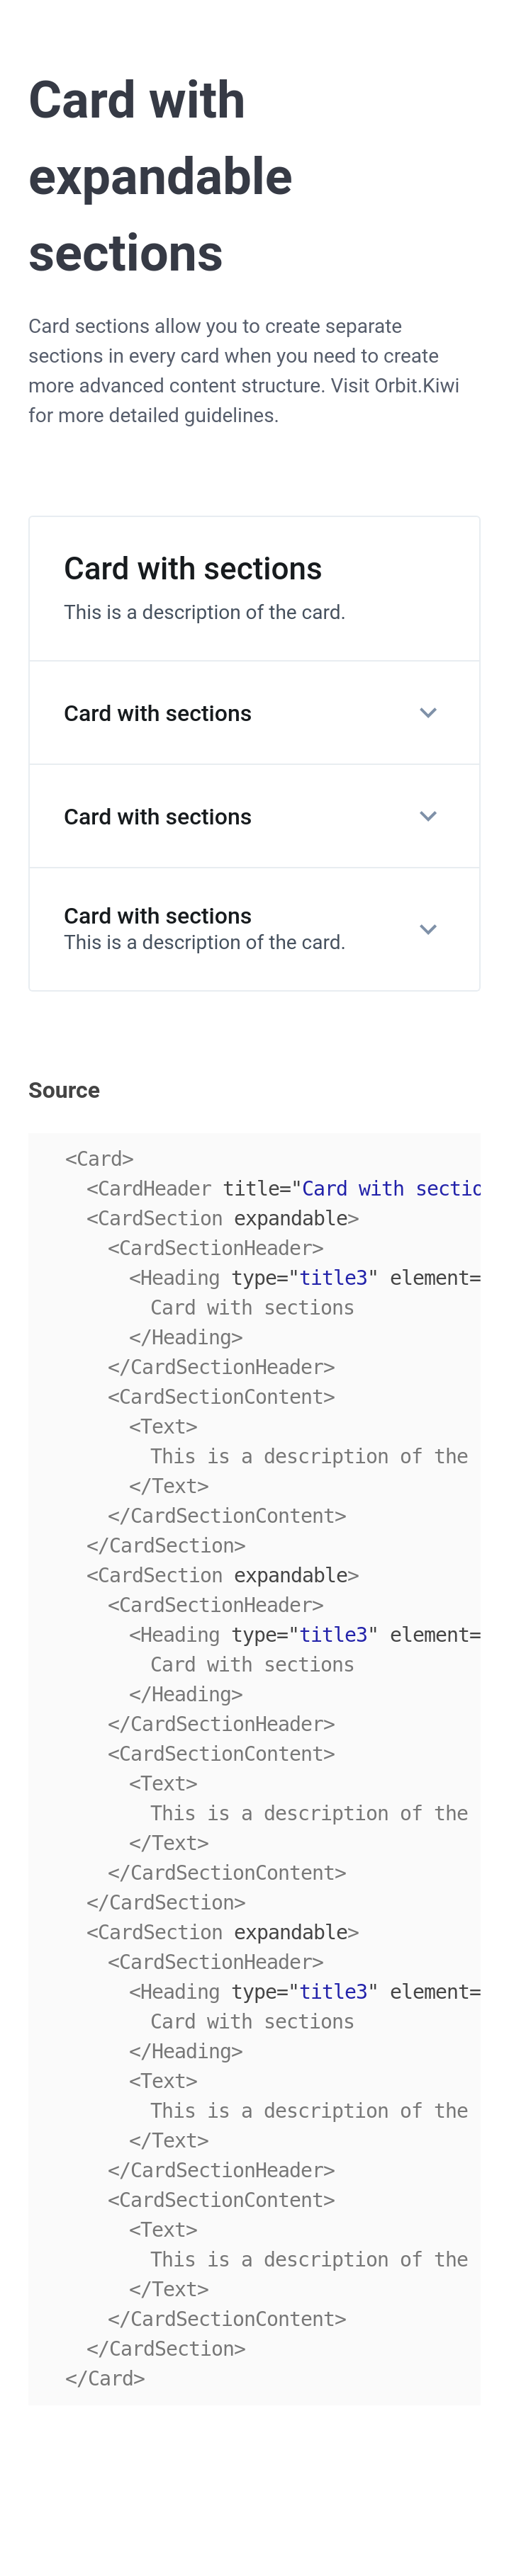 Card with
expandable
sections
Card sections allow you to create separate
sections in every card when you need to create
more advanced content structure. Visit Orbit.Kiwi
for more detailed guidelines.
Card with sections
This is a description of the card.
Card with sections
Card with sections
Card with sections
This is a description of the card.
Source
<Card>
<CardHeader title="Card with sectio
<CardSection expandable>
<CardSectionHeader>
<Heading type="title3" element=
Card with sections
</Heading>
</CardSectionHeader>
<CardSectionContent>
<Text>
This is a description of the
</Text>
</CardSectionContent>
</CardSection>
<CardSection expandable>
<CardSectionHeader>
<Heading type="title3" element=
Card with sections
</Heading>
</CardSectionHeader>
<CardSectionContent>
<Text>
This is a description of the
</Text>
</CardSectionContent>
</CardSection>
<CardSection expandable>
<CardSectionHeader>
<Heading type="title3" element=
Card with sections
</Heading>
<Text>
This is a description of the
</Text>
</CardSectionHeader>
<CardSectionContent>
<Text>
This is a description of the
</Text>
</CardSectionContent>
</CardSection>
</Card>